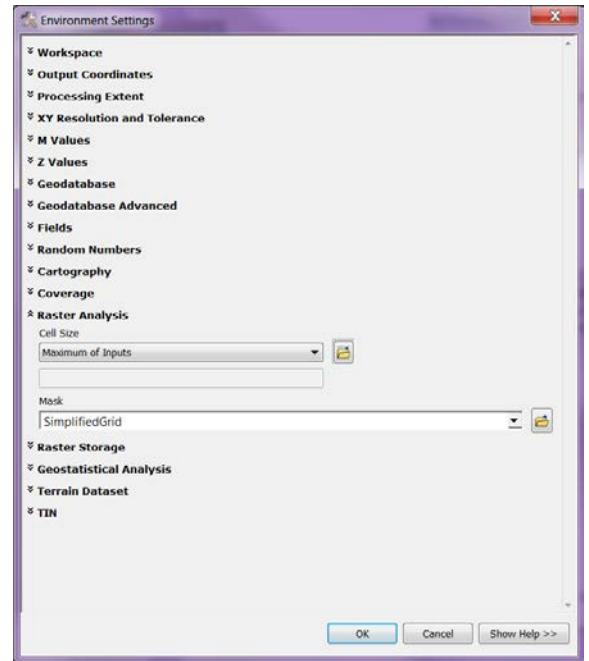 Environment Settings
Workspace
Output Coordinates
Processing Extent
XY Resolution and Tolerance
M Values
Z Values
Geodatabase
Geodatabase Advanced
Fields
Random Numbers
Cartography
Coverage
Raster Analysis
Cell Size
Maximum of Inputs
Mask
SimplifiedGrid
Raster Storage
Geostatistical Analysis
Terrain Dataset
TIN
OK Cancel Show Help >>